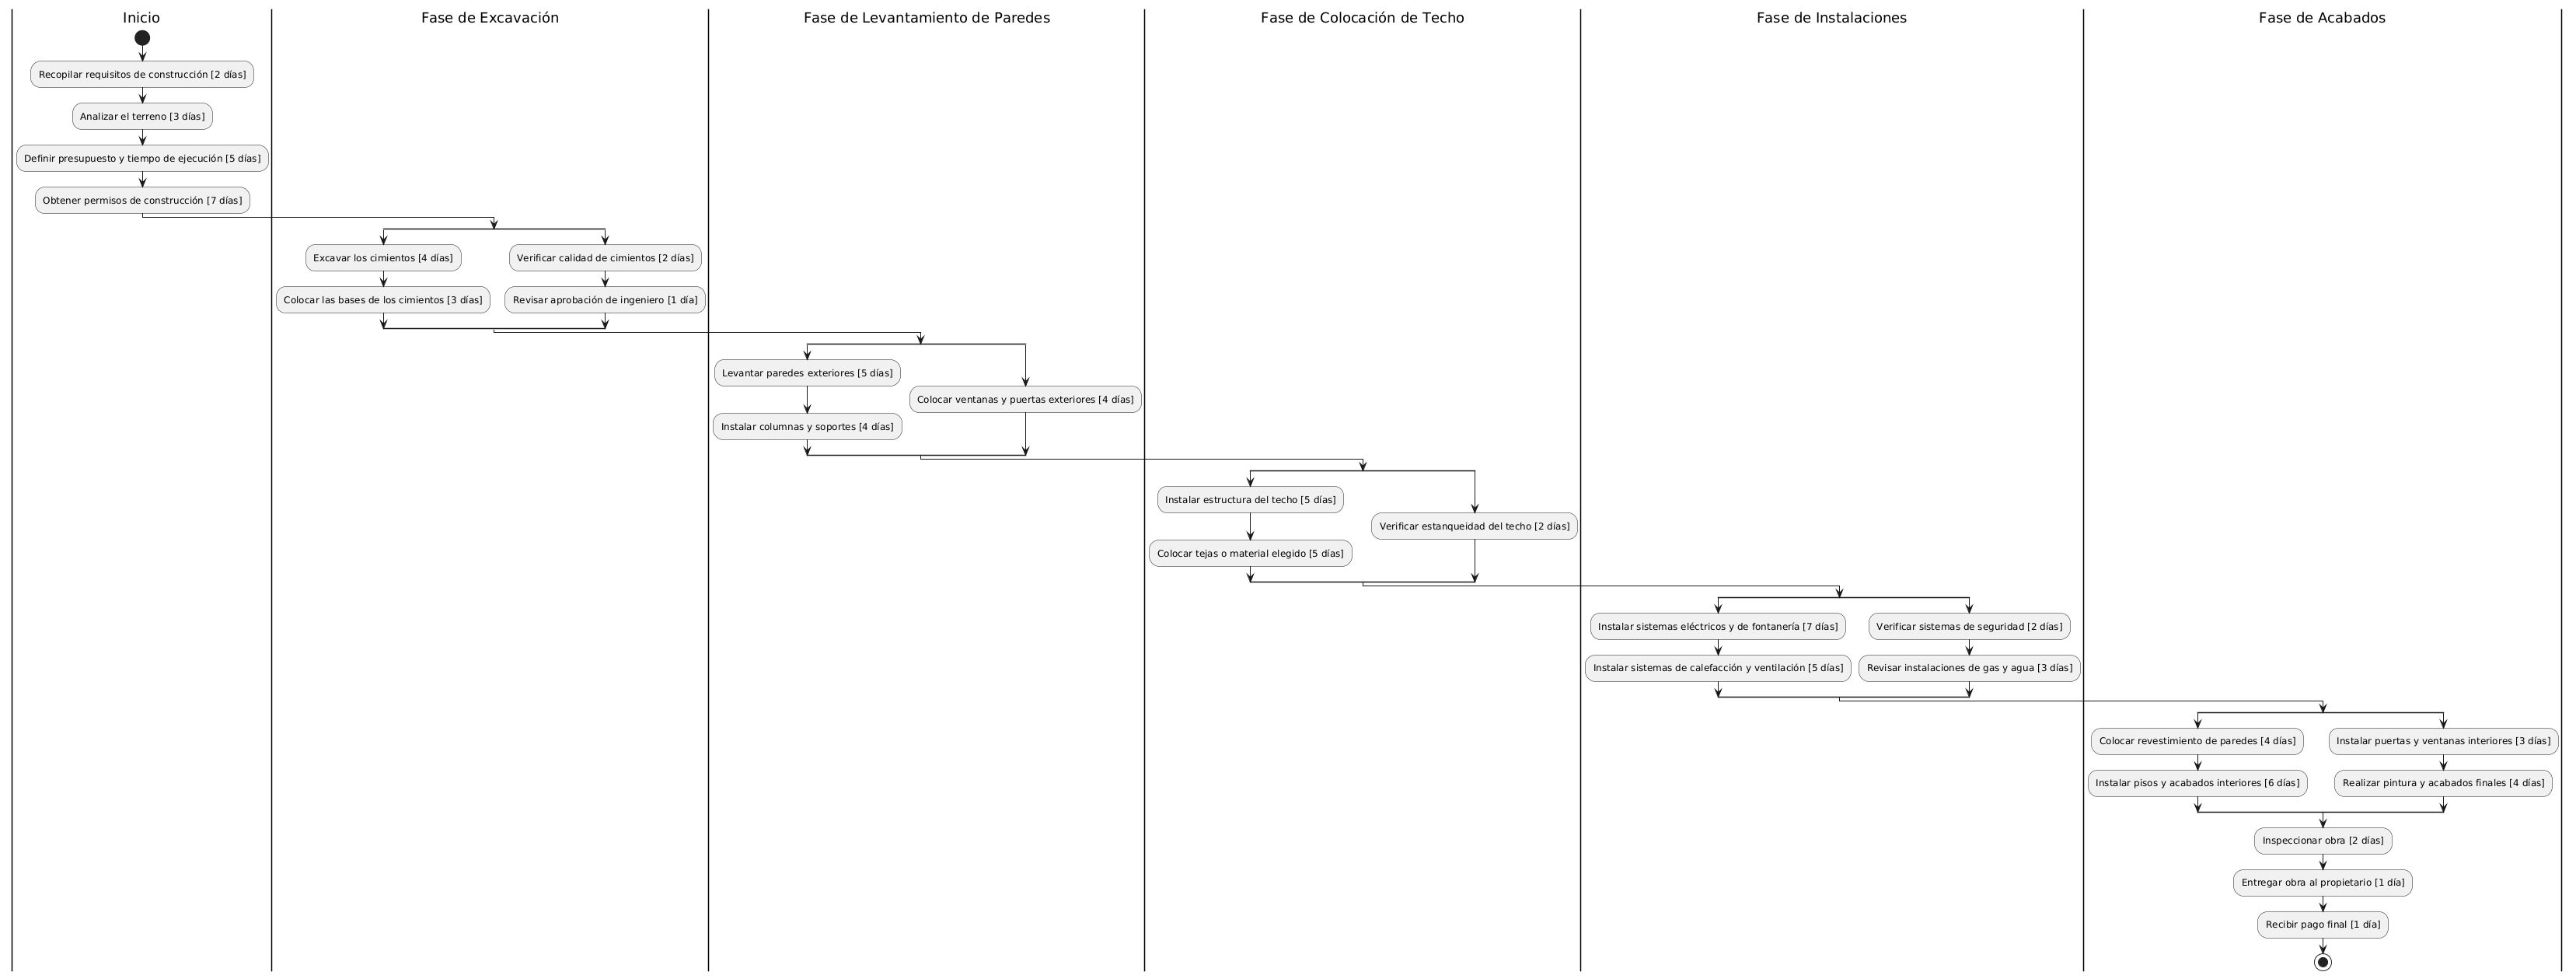 Inicio
Fase de Excavación
Fase de Levantamiento de Paredes
Fase de Colocación de Techo
Fase de Instalaciones
Fase de Acabados
Recopilar requisitos de construcción [2 días]
Analizar el terreno [3 días]
Definir presupuesto y tiempo de ejecución [5 días]
Obtener permisos de construcción [7 días]
Excavar los cimientos [4 días]
Verificar calidad de cimientos [2 días]
Colocar las bases de los cimientos [3 días]
Revisar aprobación de ingeniero [1 día]
Levantar paredes exteriores [5 días]
Colocar ventanas y puertas exteriores [4 días]
Instalar columnas y soportes [4 días]
Instalar estructura del techo [5 días]
Verificar estanqueidad del techo [2 días]
Colocar tejas o material elegido [5 días]
Instalar sistemas eléctricos y de fontanería [7 días]
Verificar sistemas de seguridad [2 días]
Instalar sistemas de calefacción y ventilación [5 días]
Revisar instalaciones de gas y agua [3 días]
Colocar revestimiento de paredes [4 días]
Instalar puertas y ventanas interiores [3 días]
Instalar pisos y acabados interiores [6 días]
Realizar pintura y acabados finales [4 días]
Inspeccionar obra [2 días]
Entregar obra al propietario [1 día]
Recibir pago final [1 día]